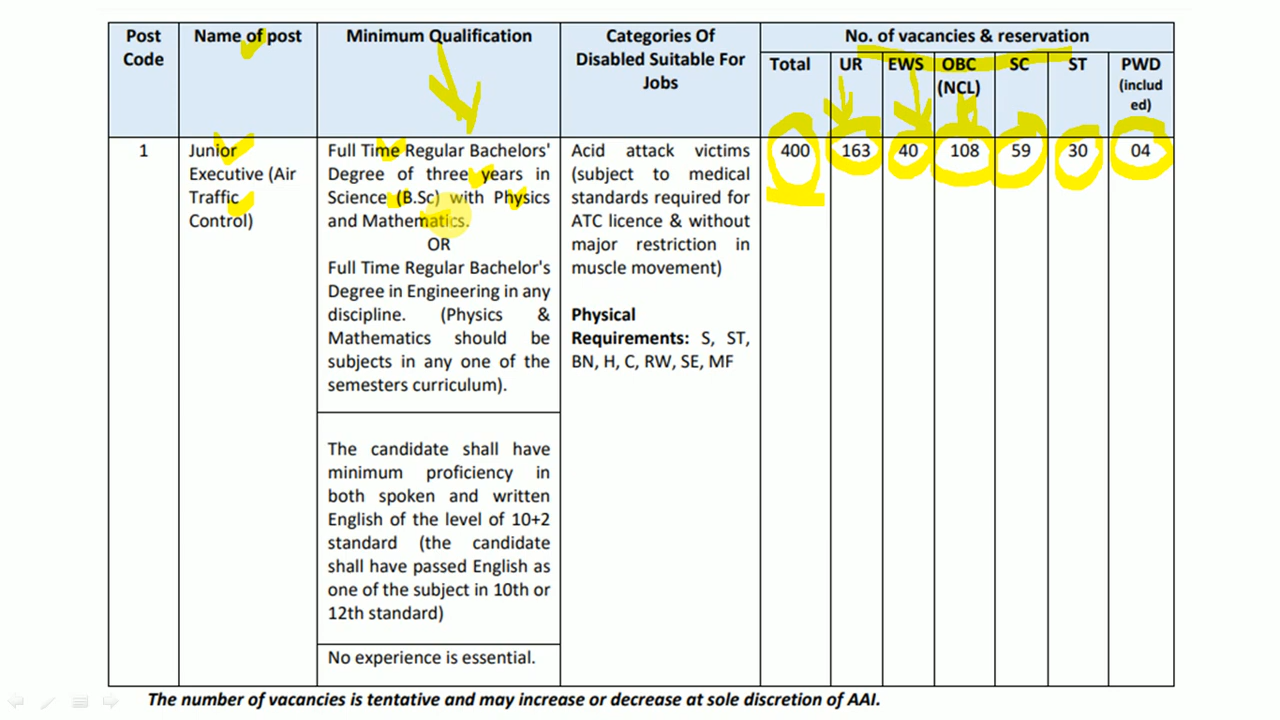 Post Code
Name of post
Minimum Qualification
Categories Of
Disabled Suitable For
Jobs
No. of vacancies & reservation
Total
UR
EWS
OBC
(NCL)
SC
ST
PWD
(includ
ed)
1
Junior
Executive (Air
Traffic
Control)
Full Time Regular Bachelors'
Degree of three years in
Science (B.Sc) with Physics
and Mathematics.
OR
Full Time Regular Bachelor's
Degree in Engineering in any
discipline. (Physics &
Mathematics should be
subjects in any one of the
semesters curriculum).
The candidate shall have
minimum proficiency in
both spoken and written
English of the level of 10+2
standard (the candidate
shall have passed English as
one of the subject in 10th or
12th standard)
No experience is essential.
Acid attack victims
(subject to medical
standards required for
ATC licence & without
major restriction in
muscle movement)
Physical
Requirements: S, ST,
BN, H, C, RW, SE, MF
400
163
40
108
59
30
04
The number of vacancies is tentative and may increase or decrease at sole discretion of AAI.